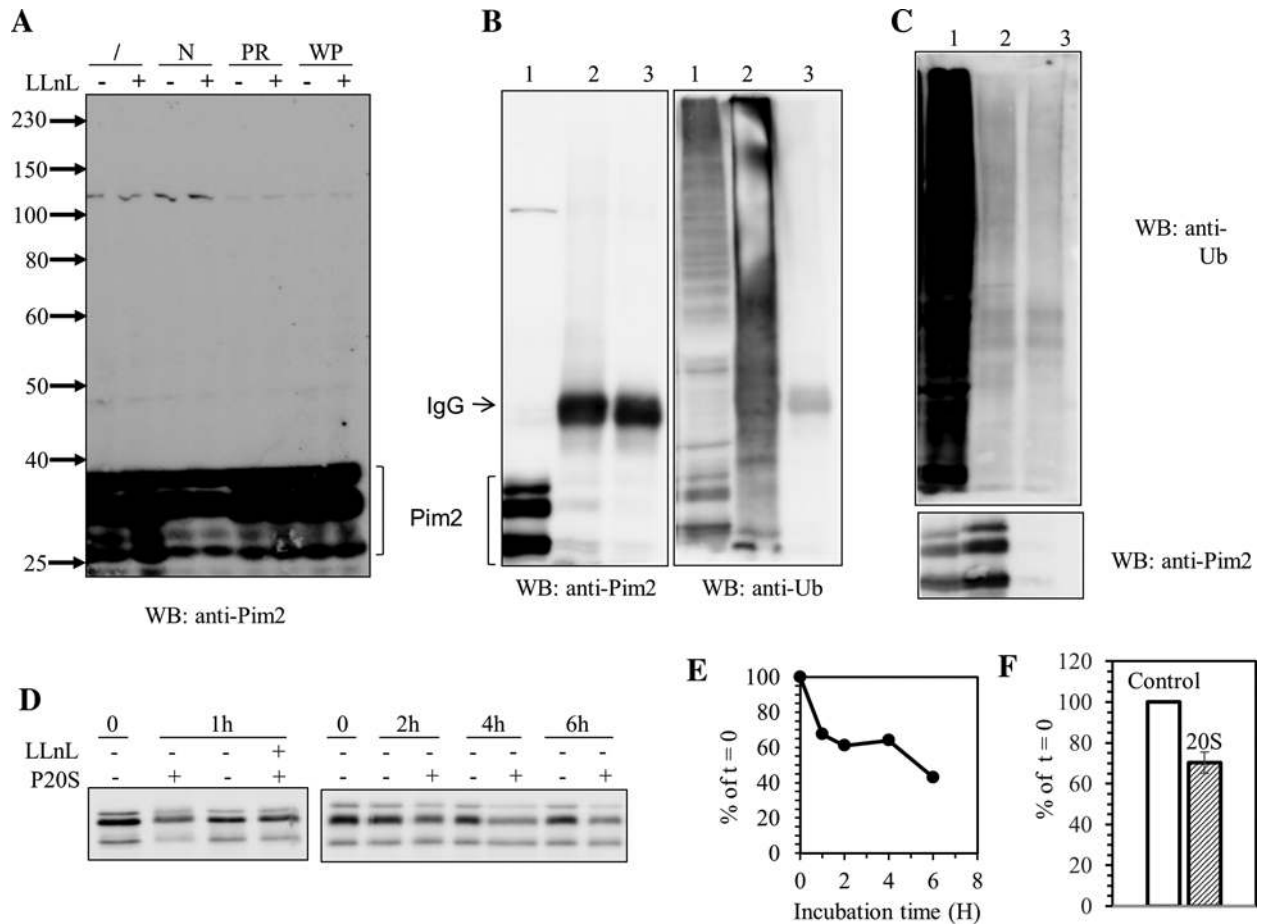 A
/ N PR WP
LLnL - + - + - + - +
230
150
100
80
60
50
40
25
WB: anti-Pim2
B
1 2 3 1 2 3
IgG
Pim2
WB: anti-Pim2 WB: anti-Ub
C
1 2 3
WB: anti-
Ub
WB: anti-Pim2
D
0 1h 0 2h 4h 6h
LLnL - - - + - - - - - - -
P20S - + - + - - + - + - +
E
% of t = 0
100
80
60
40
20
0
0 2 4 6 8
Incubation time (H)
F
% of t = 0
120
100
80
60
40
20
0
Control
20S